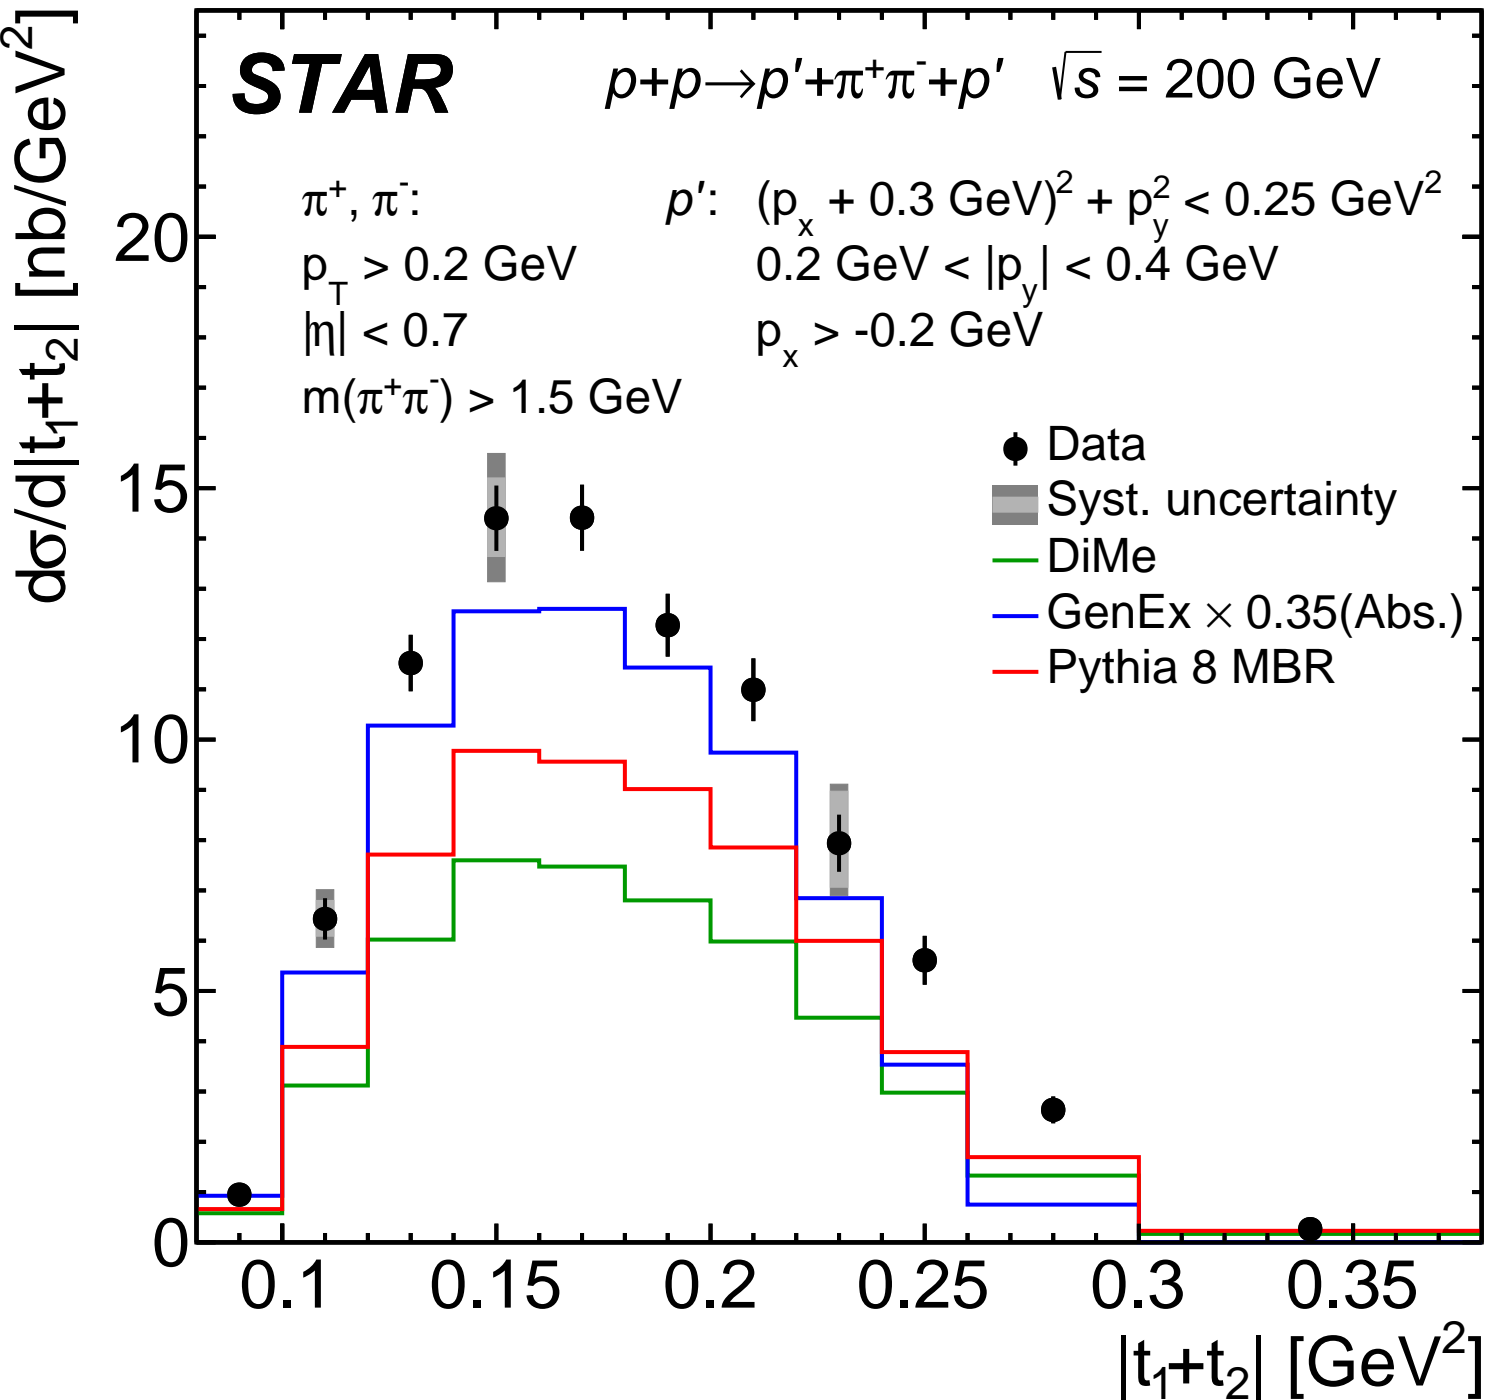 dσ/d|t₁+t₂| [nb/GeV²]
STAR p+p→p′+π⁺π⁻+p′ √s = 200 GeV
π⁺, π⁻: p′: (pₓ + 0.3 GeV)² + p_y² < 0.25 GeV²
p_T > 0.2 GeV 0.2 GeV < |p_y| < 0.4 GeV
|η| < 0.7 pₓ > -0.2 GeV
m(π⁺π⁻) > 1.5 GeV
Data
Syst. uncertainty
DiMe
GenEx × 0.35(Abs.)
Pythia 8 MBR
20
15
10
5
0
0.1 0.15 0.2 0.25 0.3 0.35
|t₁+t₂| [GeV²]